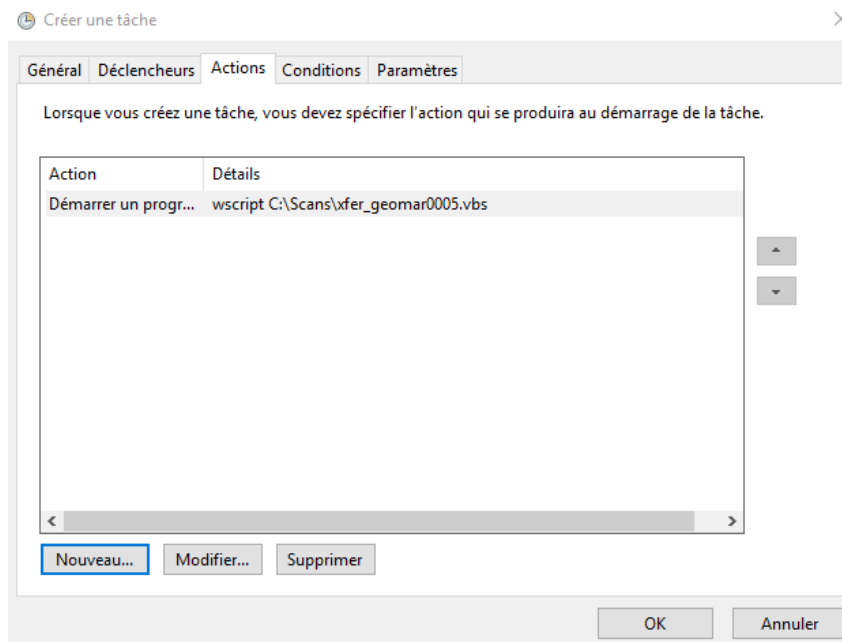 Créer une tâche
Général Déclencheurs Actions Conditions Paramètres
Lorsque vous créez une tâche, vous devez spécifier l'action qui se produira au démarrage de la tâche.
Action Détails
Démarrer un progr... wscript C:\Scans\xfer_geomar0005.vbs
Nouveau... Modifier... Supprimer
OK Annuler